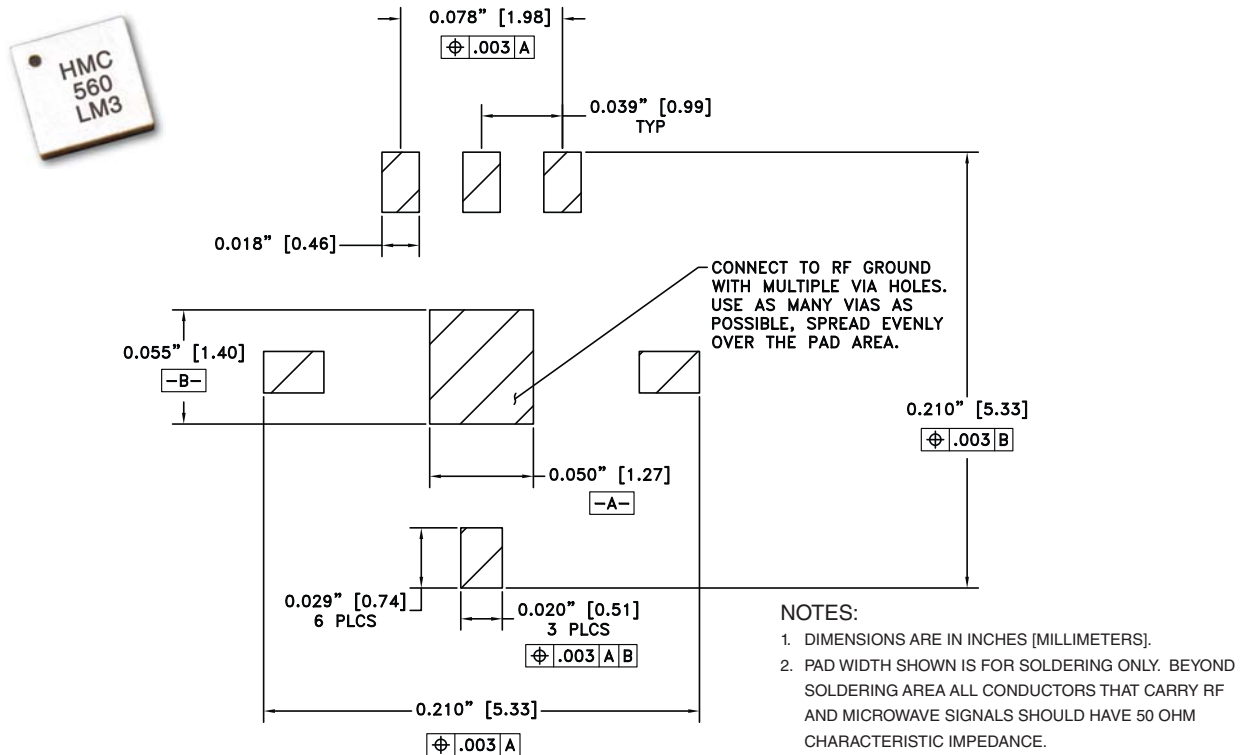 HMC
560
LM3
0.078” [1.98]
⌖ .003 A
0.039” [0.99]
TYP
0.018” [0.46]
CONNECT TO RF GROUND
WITH MULTIPLE VIA HOLES.
USE AS MANY VIAS AS
POSSIBLE, SPREAD EVENLY
OVER THE PAD AREA.
0.055” [1.40]
-B-
0.210” [5.33]
⌖ .003 B
0.050” [1.27]
-A-
0.029” [0.74]
6 PLCS
0.020” [0.51]
3 PLCS
⌖ .003 A B
0.210” [5.33]
⌖ .003 A
NOTES:
1. DIMENSIONS ARE IN INCHES [MILLIMETERS].
2. PAD WIDTH SHOWN IS FOR SOLDERING ONLY. BEYOND
SOLDERING AREA ALL CONDUCTORS THAT CARRY RF
AND MICROWAVE SIGNALS SHOULD HAVE 50 OHM
CHARACTERISTIC IMPEDANCE.